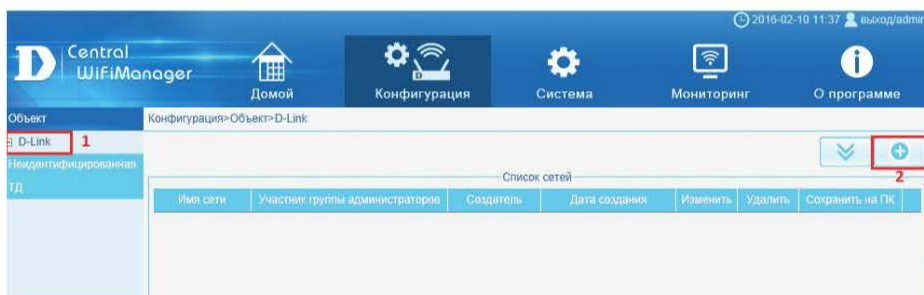 2016-02-10 11:37 выход/admin
D Central
WiFiManager
Домой Конфигурация Система Мониторинг О программе
Объект Конфигурация>Объект>D-Link
D-Link 1
Неидентифицированная
ТД
2
Список сетей
Имя сети Участник группы администраторов Создатель Дата создания Изменить Удалить Сохранить на ПК